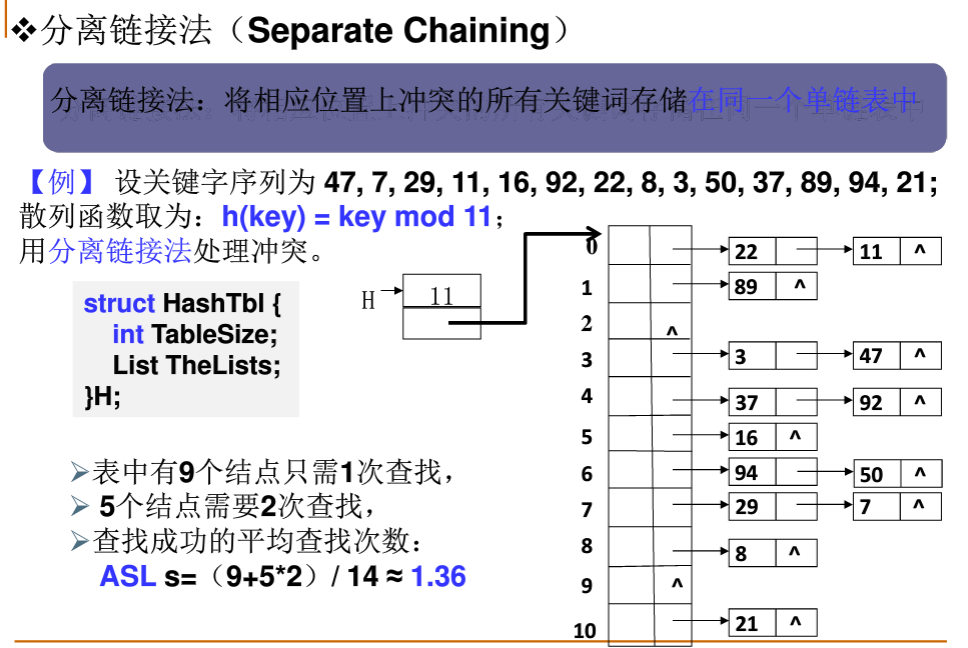 ❖分离链接法（Separate Chaining）
分离链接法：将相应位置上冲突的所有关键词存储在同一个单链表中
【例】 设关键字序列为 47, 7, 29, 11, 16, 92, 22, 8, 3, 50, 37, 89, 94, 21;
散列函数取为：h(key) = key mod 11；
用分离链接法处理冲突。
struct HashTbl {
int TableSize;
List TheLists;
}H;
H 11
0 22 11 ^
1 89 ^
2 ^
3 3 47 ^
4 37 92 ^
5 16 ^
6 94 50 ^
7 29 7 ^
8 8 ^
9 ^
10 21 ^
➢表中有9个结点只需1次查找，
➢ 5个结点需要2次查找，
➢查找成功的平均查找次数：
ASL s=（9+5*2）/ 14 ≈ 1.36